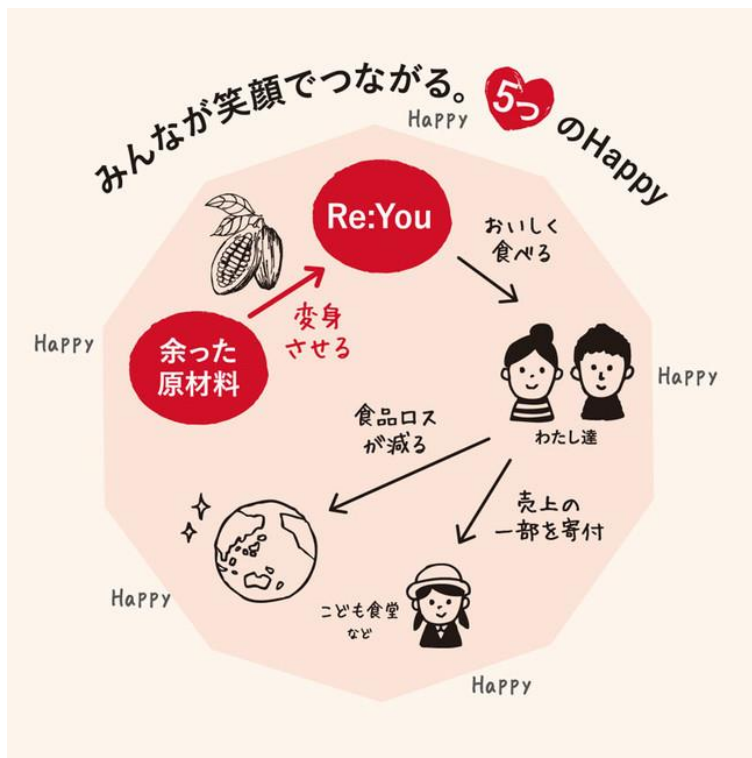 みんなが笑顔でつながる。5つのHappy
Happy
Re:You
おいしく
食べる
変身
させる
余った
原材料
Happy
Happy
わたし達
食品ロス
が減る
売上の
一部を寄付
こども食堂
など
Happy
Happy